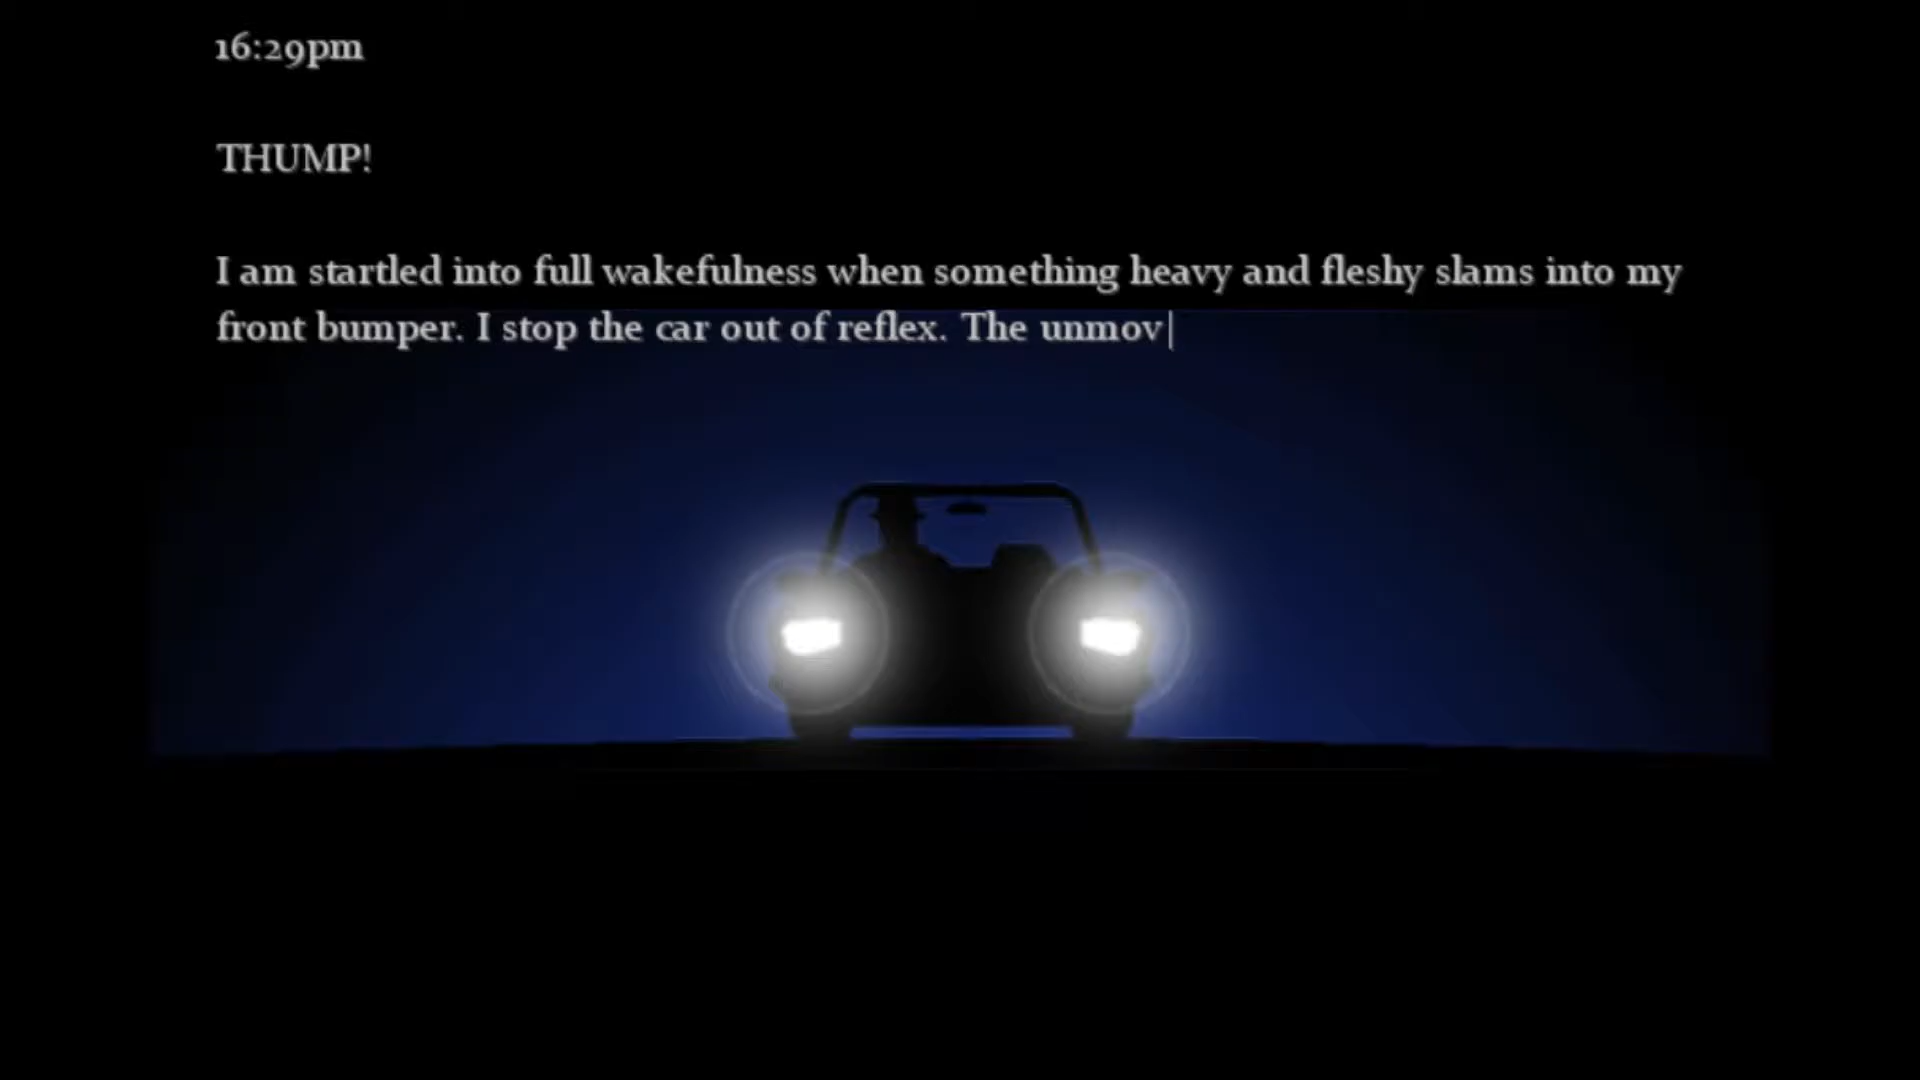 16:29pm
THUMP!
I am startled into full wakefulness when something heavy and fleshy slams into my
front bumper. I stop the car out of reflex. The unmov